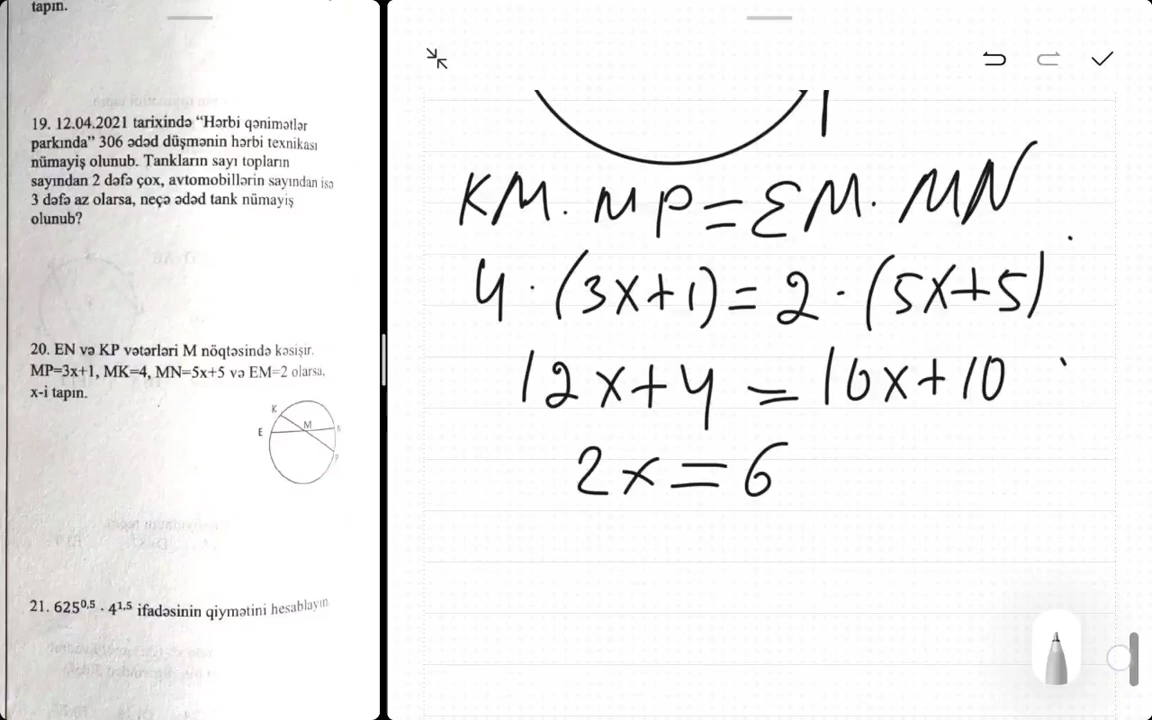 tapın.
19. 12.04.2021 tarixində “Hərbi qənimətlər
parkında” 306 ədəd düşmənin hərbi texnikası
nümayiş olunub. Tankların sayı topların
sayından 2 dəfə çox, avtomobillərin sayından isə
3 dəfə az olarsa, neçə ədəd tank nümayiş
olunub?
20. EN və KP vətərləri M nöqtəsində kəsişir.
MP=3x+1, MK=4, MN=5x+5 və EM=2 olarsa,
x-i tapın.
K
M
N
E
P
21. 625^0,5 · 4^1,5 ifadəsinin qiymətini hesablayın
KM · MP = EM · MN
4 · (3x+1) = 2 · (5x+5)
12x+4 = 10x+10
2x = 6